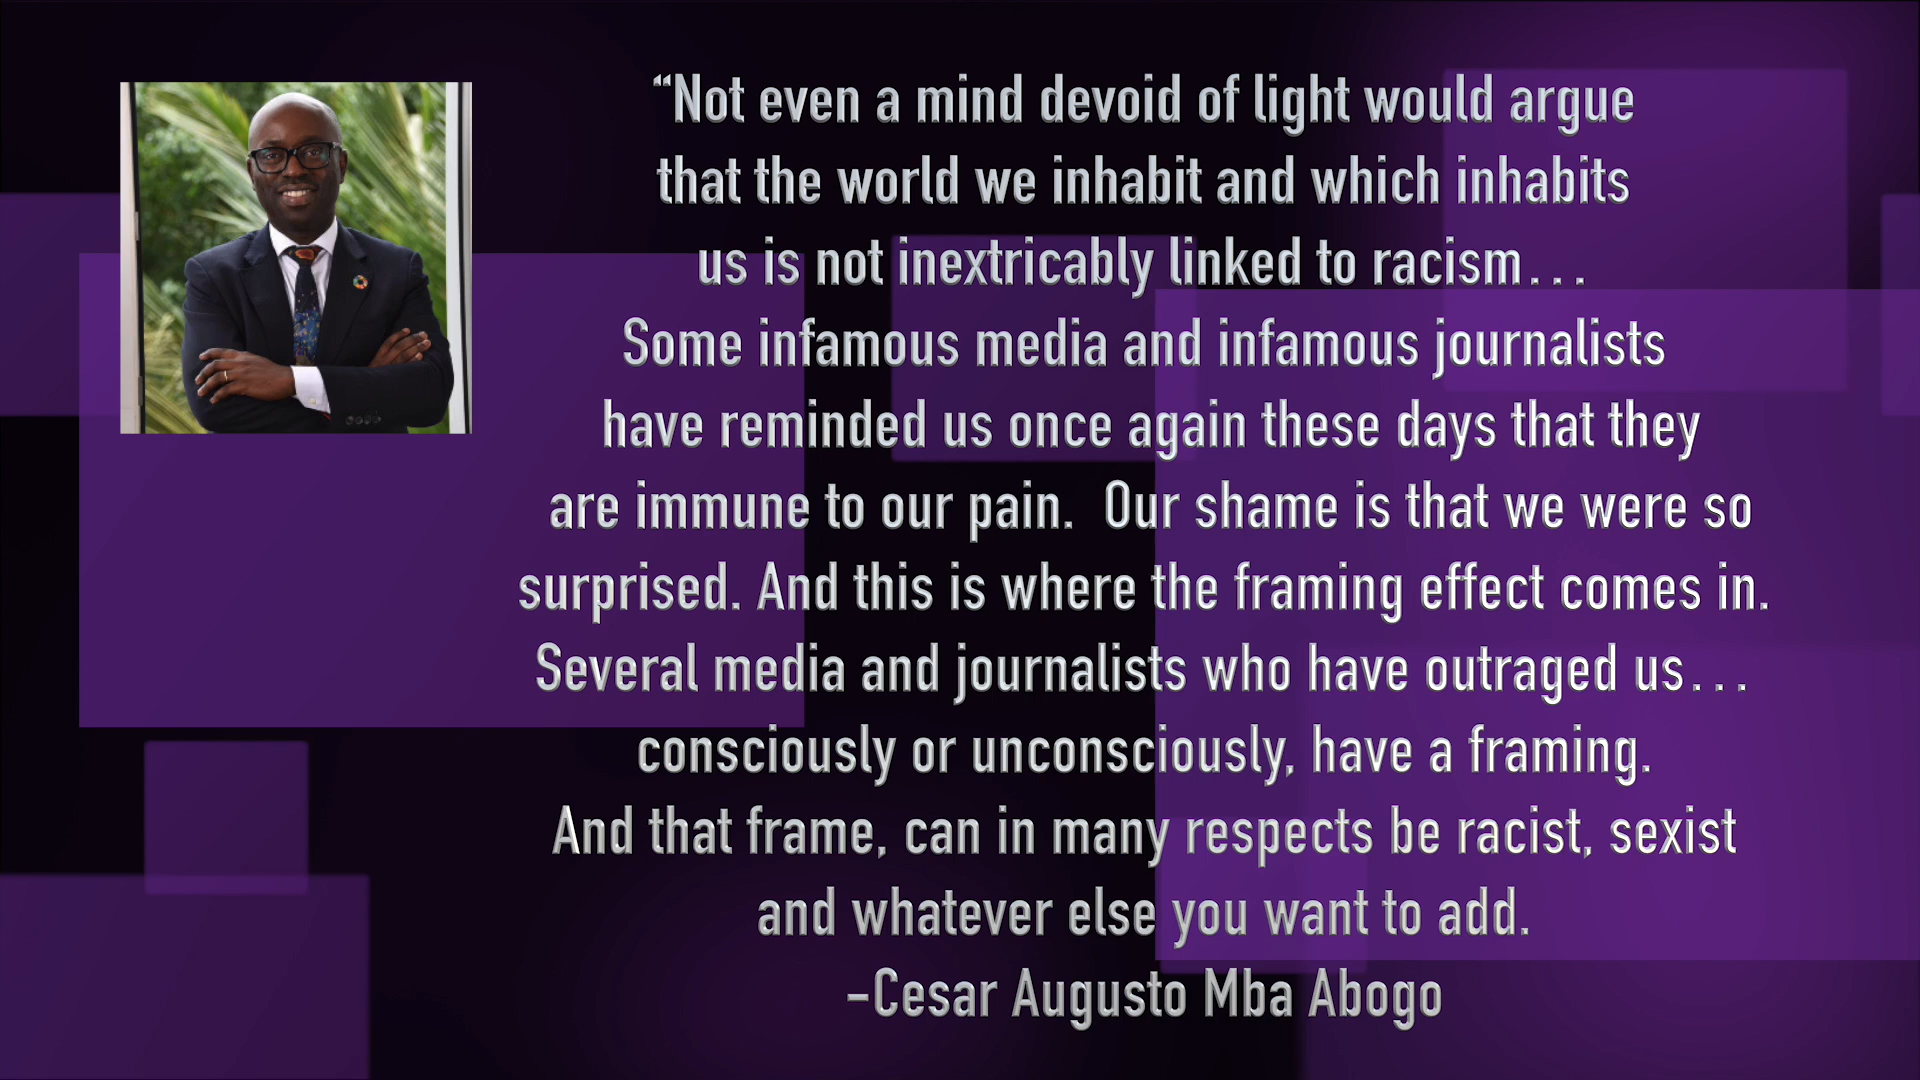 “Not even a mind devoid of light would argue
that the world we inhabit and which inhabits
us is not inextricably linked to racism...
Some infamous media and infamous journalists
have reminded us once again these days that they
are immune to our pain.  Our shame is that we were so
surprised. And this is where the framing effect comes in.
Several media and journalists who have outraged us...
consciously or unconsciously, have a framing.
And that frame, can in many respects be racist, sexist
and whatever else you want to add.
-Cesar Augusto Mba Abogo